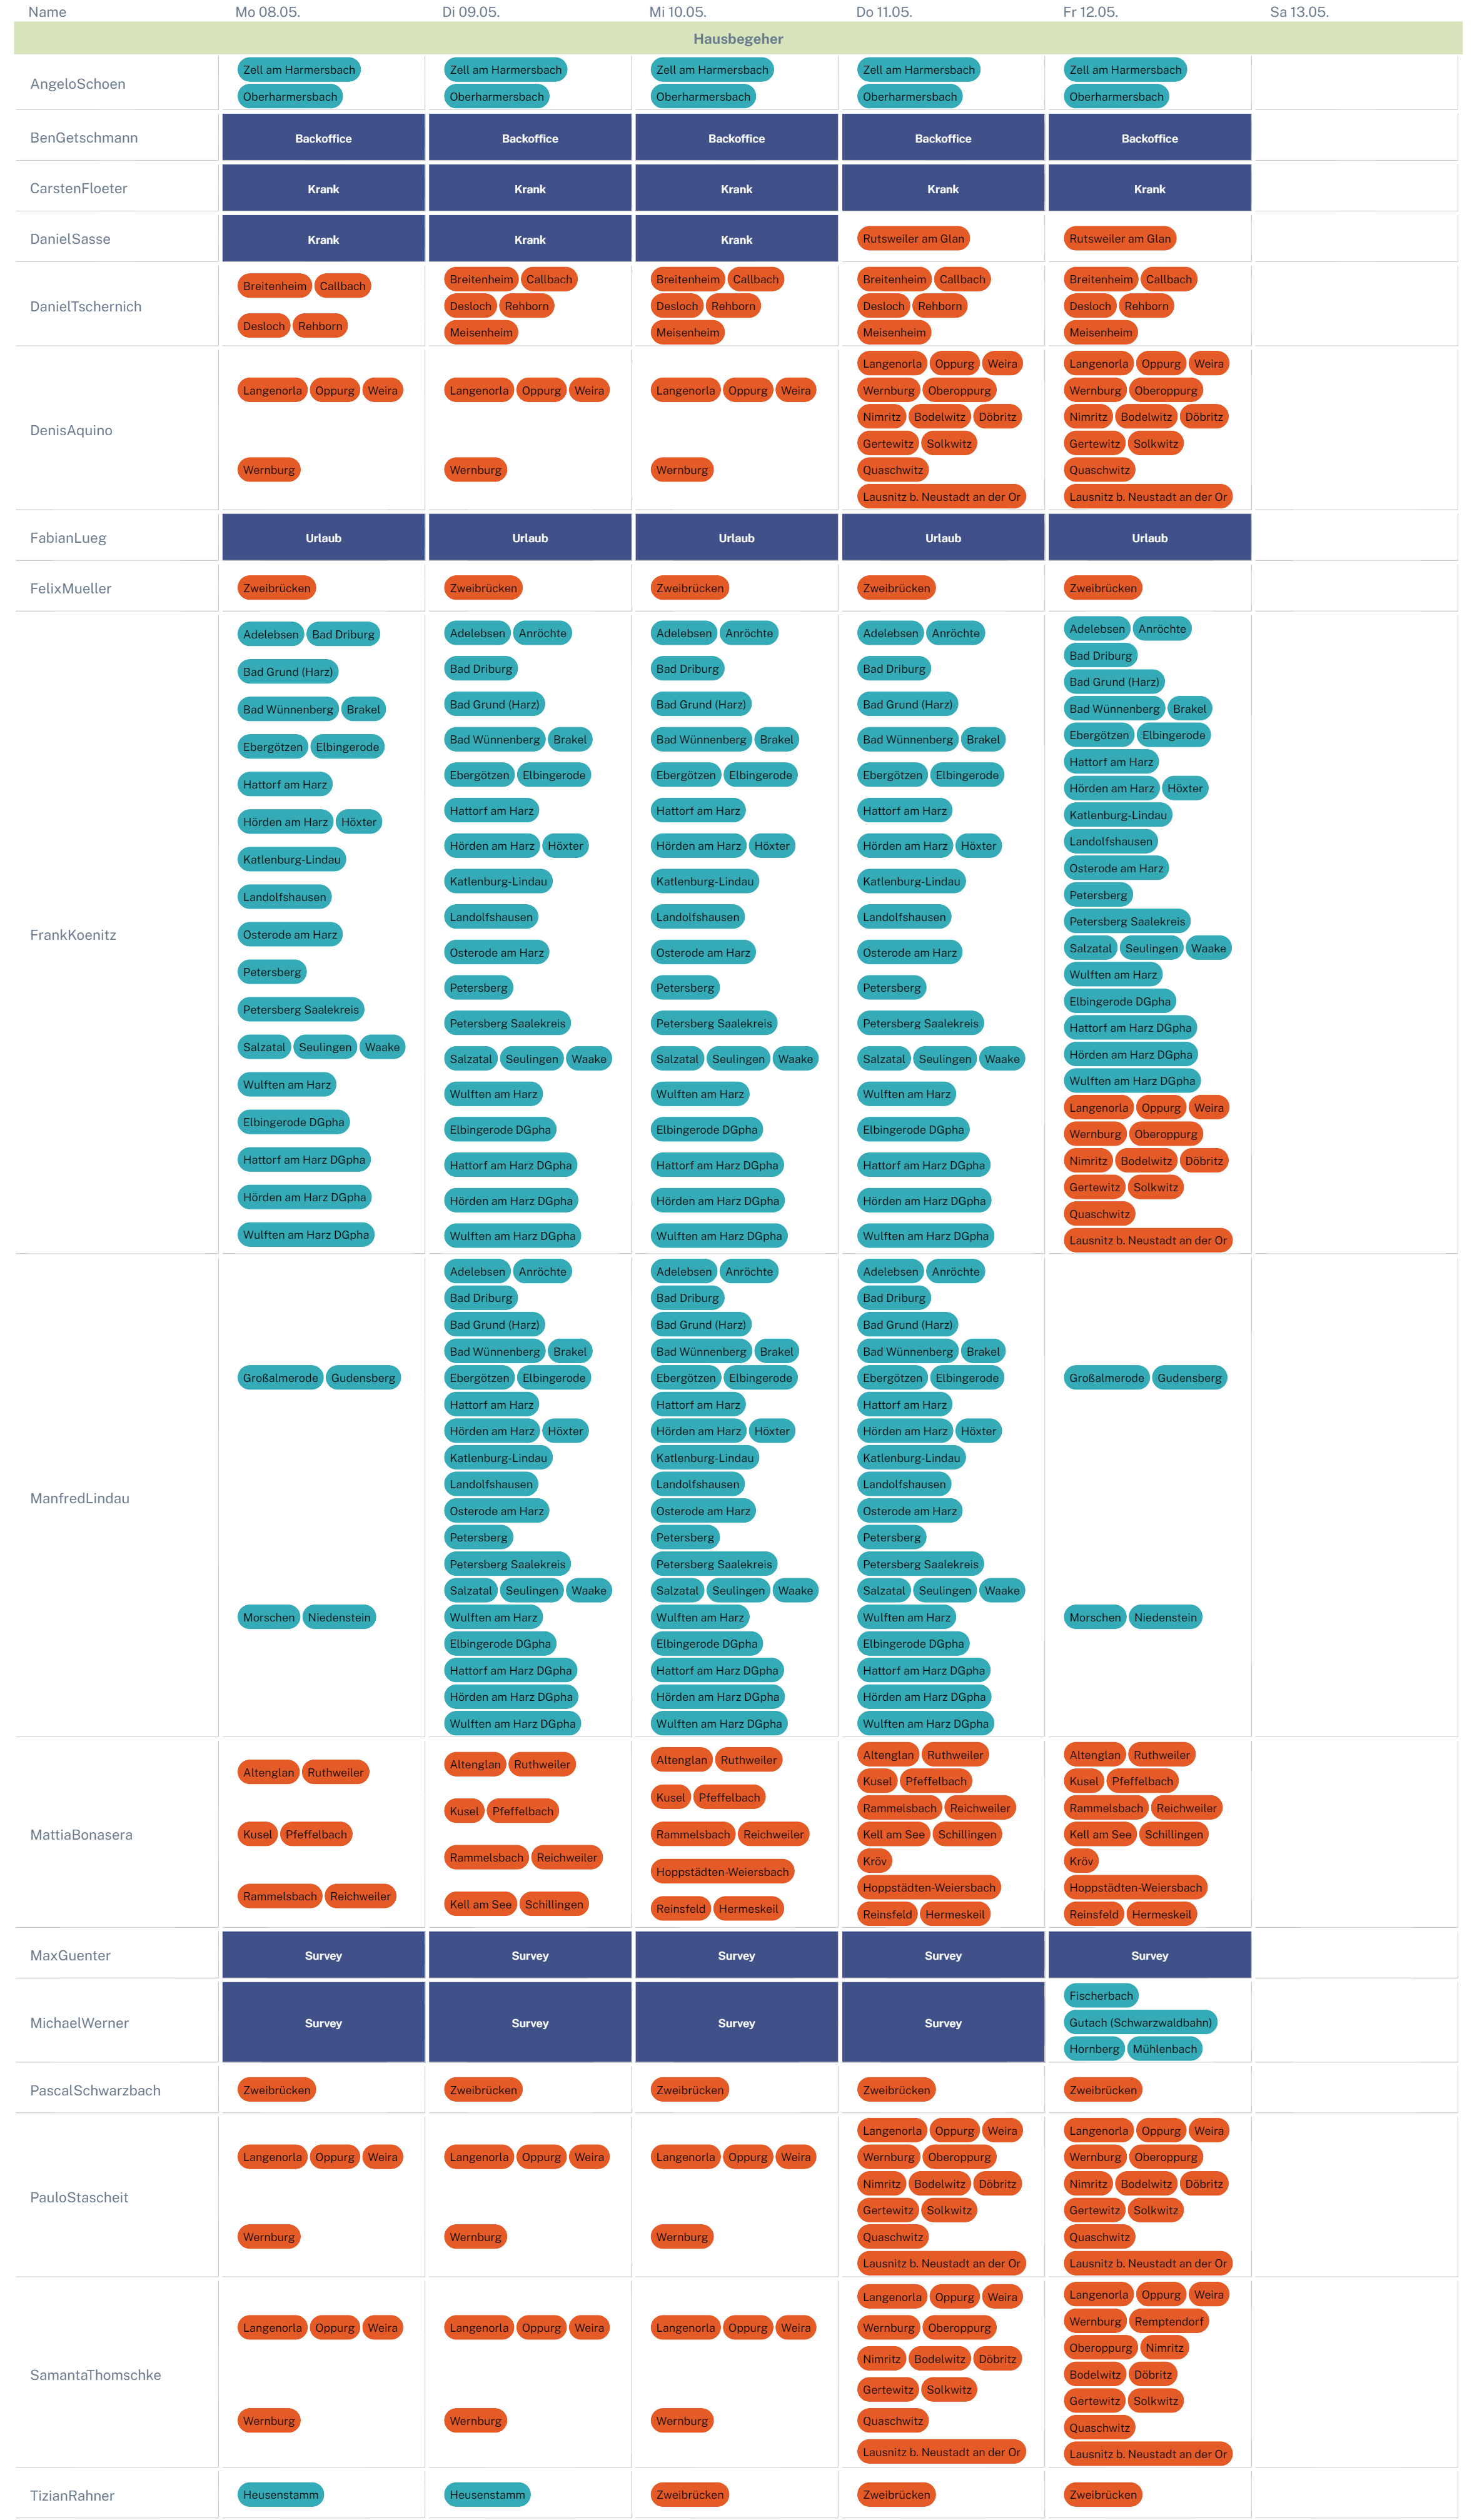 Name Mo 08.05. Di 09.05. Mi 10.05. Do 11.05. Fr 12.05. Sa 13.05.
Hausbegeher
AngeloSchoen
Zell am Harmersbach Zell am Harmersbach Zell am Harmersbach Zell am Harmersbach Zell am Harmersbach
Oberharmersbach Oberharmersbach Oberharmersbach Oberharmersbach Oberharmersbach
BenGetschmann Backoffice Backoffice Backoffice Backoffice Backoffice
CarstenFloeter Krank Krank Krank Krank Krank
DanielSasse Krank Krank Krank Rutsweiler am Glan Rutsweiler am Glan
DanielTschernich
Breitenheim Callbach
Desloch Rehborn
Breitenheim Callbach
Desloch Rehborn
Meisenheim
Breitenheim Callbach
Desloch Rehborn
Meisenheim
Breitenheim Callbach
Desloch Rehborn
Meisenheim
Breitenheim Callbach
Desloch Rehborn
Meisenheim
DenisAquino
Langenorla Oppurg Weira
Wernburg
Langenorla Oppurg Weira
Wernburg
Langenorla Oppurg Weira
Wernburg
Langenorla Oppurg Weira
Wernburg Oberoppurg
Nimritz Bodelwitz Döbritz
Gertewitz Solkwitz
Quaschwitz
Lausnitz b. Neustadt an der Or
Langenorla Oppurg Weira
Wernburg Oberoppurg
Nimritz Bodelwitz Döbritz
Gertewitz Solkwitz
Quaschwitz
Lausnitz b. Neustadt an der Or
FabianLueg Urlaub Urlaub Urlaub Urlaub Urlaub
FelixMueller Zweibrücken Zweibrücken Zweibrücken Zweibrücken Zweibrücken
FrankKoenitz
Adelebsen Bad Driburg
Bad Grund (Harz)
Bad Wünnenberg Brakel
Ebergötzen Elbingerode
Hattorf am Harz
Hörden am Harz Höxter
Katlenburg-Lindau
Landolfshausen
Osterode am Harz
Petersberg
Petersberg Saalekreis
Salzatal Seulingen Waake
Wulften am Harz
Elbingerode DGpha
Hattorf am Harz DGpha
Hörden am Harz DGpha
Wulften am Harz DGpha
Adelebsen Anröchte
Bad Driburg
Bad Grund (Harz)
Bad Wünnenberg Brakel
Ebergötzen Elbingerode
Hattorf am Harz
Hörden am Harz Höxter
Katlenburg-Lindau
Landolfshausen
Osterode am Harz
Petersberg
Petersberg Saalekreis
Salzatal Seulingen Waake
Wulften am Harz
Elbingerode DGpha
Hattorf am Harz DGpha
Hörden am Harz DGpha
Wulften am Harz DGpha
Adelebsen Anröchte
Bad Driburg
Bad Grund (Harz)
Bad Wünnenberg Brakel
Ebergötzen Elbingerode
Hattorf am Harz
Hörden am Harz Höxter
Katlenburg-Lindau
Landolfshausen
Osterode am Harz
Petersberg
Petersberg Saalekreis
Salzatal Seulingen Waake
Wulften am Harz
Elbingerode DGpha
Hattorf am Harz DGpha
Hörden am Harz DGpha
Wulften am Harz DGpha
Adelebsen Anröchte
Bad Driburg
Bad Grund (Harz)
Bad Wünnenberg Brakel
Ebergötzen Elbingerode
Hattorf am Harz
Hörden am Harz Höxter
Katlenburg-Lindau
Landolfshausen
Osterode am Harz
Petersberg
Petersberg Saalekreis
Salzatal Seulingen Waake
Wulften am Harz
Elbingerode DGpha
Hattorf am Harz DGpha
Hörden am Harz DGpha
Wulften am Harz DGpha
Adelebsen Anröchte
Bad Driburg
Bad Grund (Harz)
Bad Wünnenberg Brakel
Ebergötzen Elbingerode
Hattorf am Harz
Hörden am Harz Höxter
Katlenburg-Lindau
Landolfshausen
Osterode am Harz
Petersberg
Petersberg Saalekreis
Salzatal Seulingen Waake
Wulften am Harz
Elbingerode DGpha
Hattorf am Harz DGpha
Hörden am Harz DGpha
Wulften am Harz DGpha
Langenorla Oppurg Weira
Wernburg Oberoppurg
Nimritz Bodelwitz Döbritz
Gertewitz Solkwitz
Quaschwitz
Lausnitz b. Neustadt an der Or
ManfredLindau
Großalmerode Gudensberg
Morschen Niedenstein
Adelebsen Anröchte
Bad Driburg
Bad Grund (Harz)
Bad Wünnenberg Brakel
Ebergötzen Elbingerode
Hattorf am Harz
Hörden am Harz Höxter
Katlenburg-Lindau
Landolfshausen
Osterode am Harz
Petersberg
Petersberg Saalekreis
Salzatal Seulingen Waake
Wulften am Harz
Elbingerode DGpha
Hattorf am Harz DGpha
Hörden am Harz DGpha
Wulften am Harz DGpha
Adelebsen Anröchte
Bad Driburg
Bad Grund (Harz)
Bad Wünnenberg Brakel
Ebergötzen Elbingerode
Hattorf am Harz
Hörden am Harz Höxter
Katlenburg-Lindau
Landolfshausen
Osterode am Harz
Petersberg
Petersberg Saalekreis
Salzatal Seulingen Waake
Wulften am Harz
Elbingerode DGpha
Hattorf am Harz DGpha
Hörden am Harz DGpha
Wulften am Harz DGpha
Adelebsen Anröchte
Bad Driburg
Bad Grund (Harz)
Bad Wünnenberg Brakel
Ebergötzen Elbingerode
Hattorf am Harz
Hörden am Harz Höxter
Katlenburg-Lindau
Landolfshausen
Osterode am Harz
Petersberg
Petersberg Saalekreis
Salzatal Seulingen Waake
Wulften am Harz
Elbingerode DGpha
Hattorf am Harz DGpha
Hörden am Harz DGpha
Wulften am Harz DGpha
Großalmerode Gudensberg
Morschen Niedenstein
MattiaBonasera
Altenglan Ruthweiler
Kusel Pfeffelbach
Rammelsbach Reichweiler
Altenglan Ruthweiler
Kusel Pfeffelbach
Rammelsbach Reichweiler
Kell am See Schillingen
Altenglan Ruthweiler
Kusel Pfeffelbach
Rammelsbach Reichweiler
Hoppstädten-Weiersbach
Reinsfeld Hermeskeil
Altenglan Ruthweiler
Kusel Pfeffelbach
Rammelsbach Reichweiler
Kell am See Schillingen
Kröv
Hoppstädten-Weiersbach
Reinsfeld Hermeskeil
Altenglan Ruthweiler
Kusel Pfeffelbach
Rammelsbach Reichweiler
Kell am See Schillingen
Kröv
Hoppstädten-Weiersbach
Reinsfeld Hermeskeil
MaxGuenter Survey Survey Survey Survey Survey
MichaelWerner Survey Survey Survey Survey
Fischerbach
Gutach (Schwarzwaldbahn)
Hornberg Mühlenbach
PascalSchwarzbach Zweibrücken Zweibrücken Zweibrücken Zweibrücken Zweibrücken
PauloStascheit
Langenorla Oppurg Weira
Wernburg
Langenorla Oppurg Weira
Wernburg
Langenorla Oppurg Weira
Wernburg
Langenorla Oppurg Weira
Wernburg Oberoppurg
Nimritz Bodelwitz Döbritz
Gertewitz Solkwitz
Quaschwitz
Lausnitz b. Neustadt an der Or
Langenorla Oppurg Weira
Wernburg Oberoppurg
Nimritz Bodelwitz Döbritz
Gertewitz Solkwitz
Quaschwitz
Lausnitz b. Neustadt an der Or
SamantaThomschke
Langenorla Oppurg Weira
Wernburg
Langenorla Oppurg Weira
Wernburg
Langenorla Oppurg Weira
Wernburg
Langenorla Oppurg Weira
Wernburg Oberoppurg
Nimritz Bodelwitz Döbritz
Gertewitz Solkwitz
Quaschwitz
Lausnitz b. Neustadt an der Or
Langenorla Oppurg Weira
Wernburg Remptendorf
Oberoppurg Nimritz
Bodelwitz Döbritz
Gertewitz Solkwitz
Quaschwitz
Lausnitz b. Neustadt an der Or
TizianRahner Heusenstamm Heusenstamm Zweibrücken Zweibrücken Zweibrücken